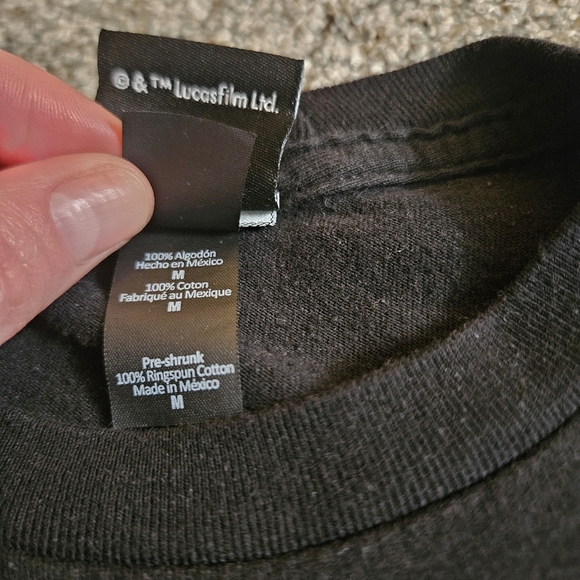 © & ™ Lucasfilm Ltd.
100% Algodón
Hecho en México
M
100% Coton
Fabriqué au Mexique
M
Pre-shrunk
100% Ringspun Cotton
Made in México
M